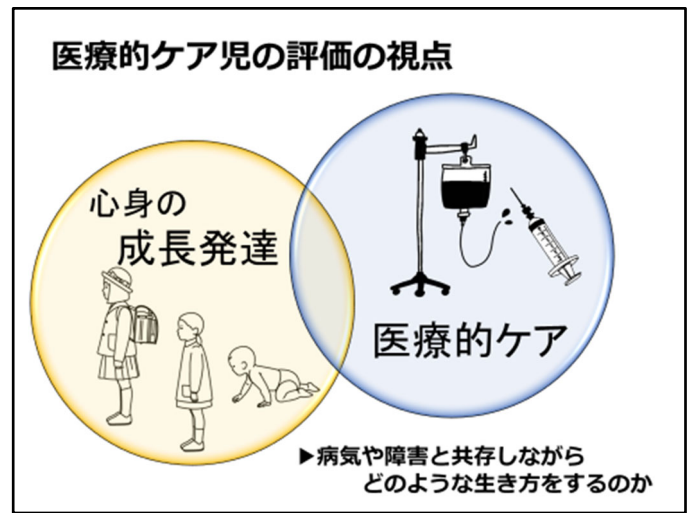 医療的ケア児の評価の視点
心身の
成長発達
医療的ケア
▶病気や障害と共存しながら
どのような生き方をするのか